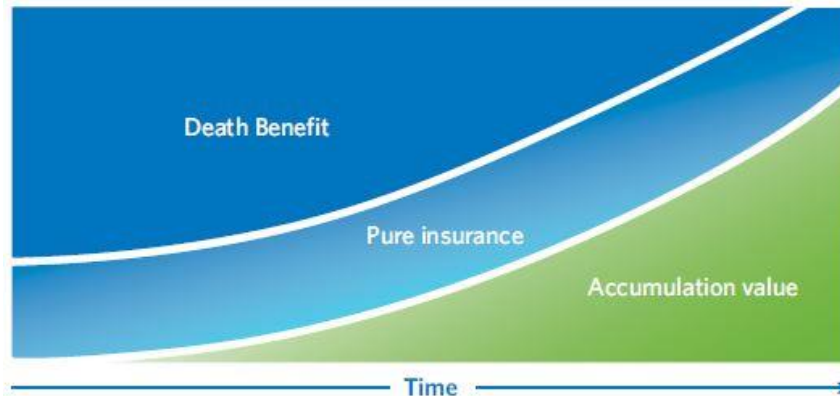 Death Benefit
Pure insurance
Accumulation value
Time